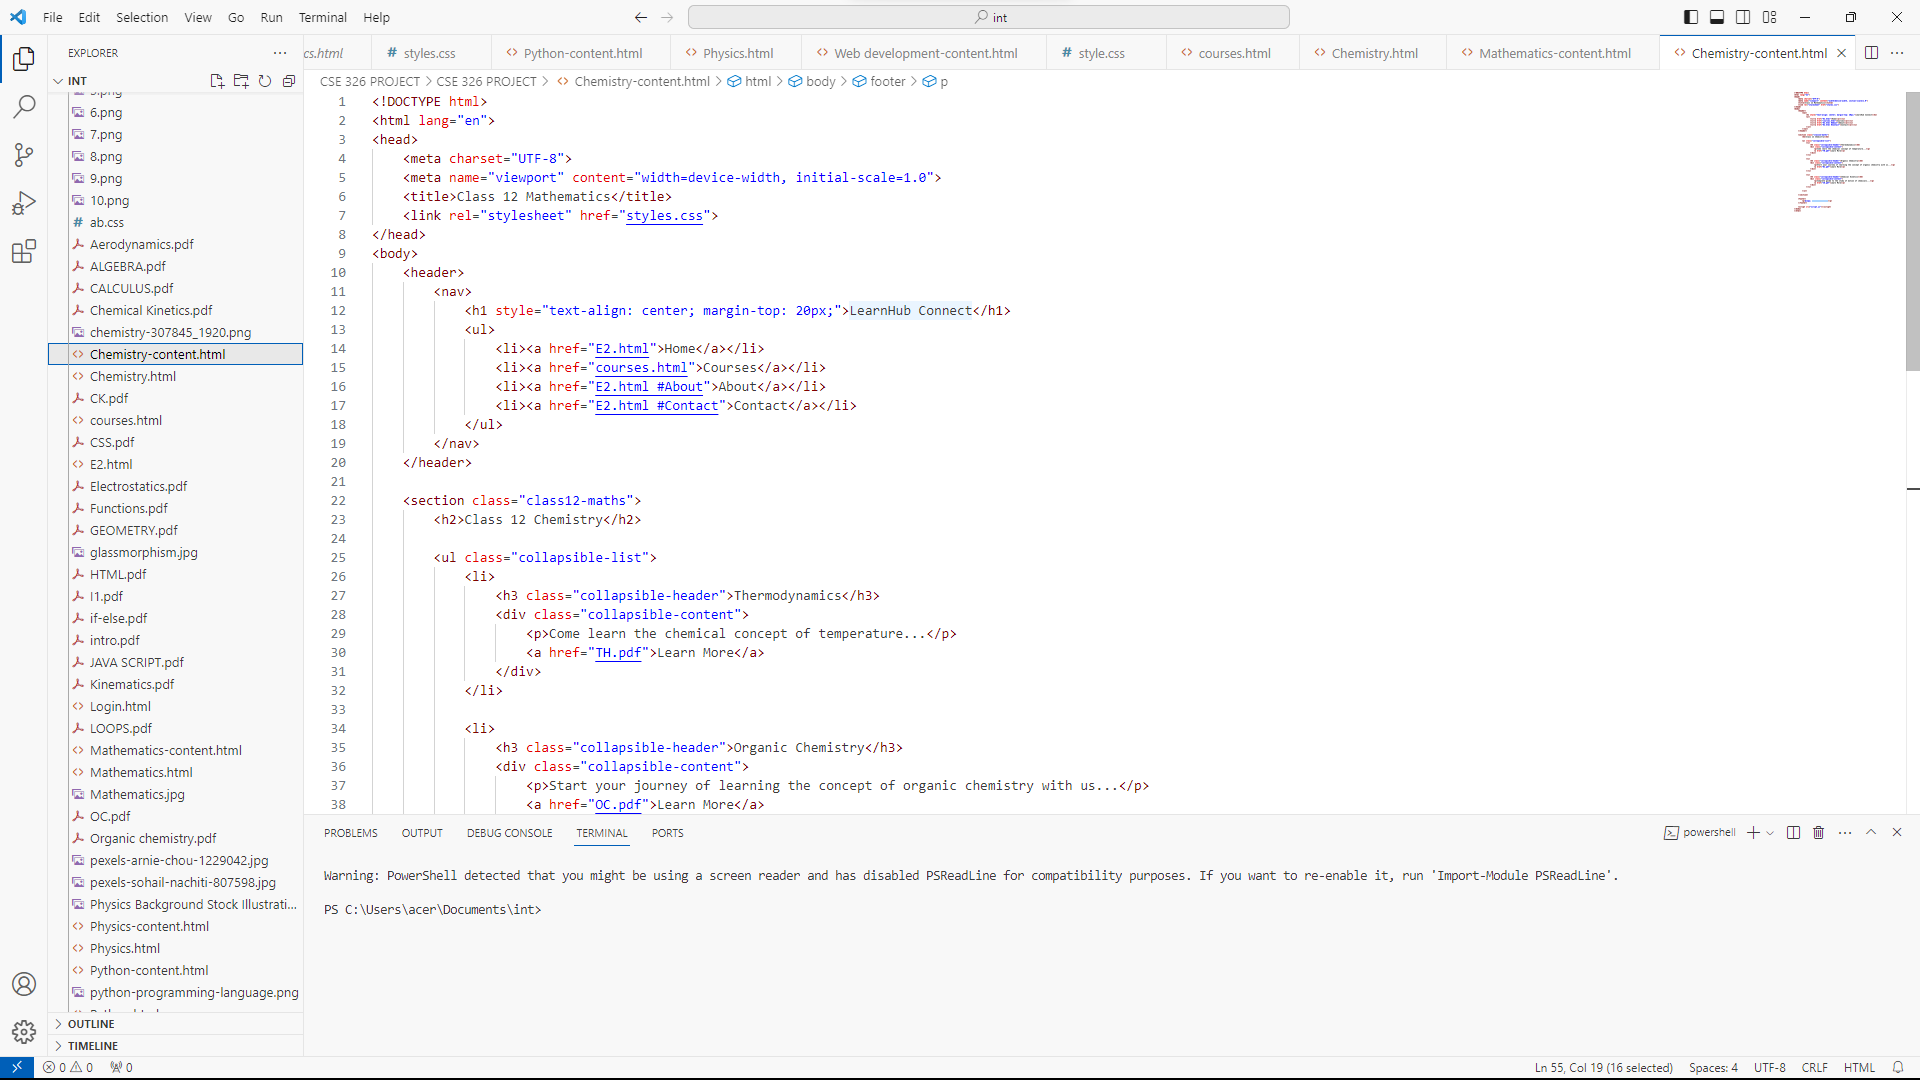 File Edit Selection View Go Run Terminal Help
int
EXPLORER
cs.html
styles.css
Python-content.html
Physics.html
Web development-content.html
style.css
courses.html
Chemistry.html
Mathematics-content.html
Chemistry-content.html
INT
CSE 326 PROJECT > CSE 326 PROJECT > Chemistry-content.html > html > body > footer > p
6.png
7.png
8.png
9.png
10.png
ab.css
Aerodynamics.pdf
ALGEBRA.pdf
CALCULUS.pdf
Chemical Kinetics.pdf
chemistry-307845_1920.png
Chemistry-content.html
Chemistry.html
CK.pdf
courses.html
CSS.pdf
E2.html
Electrostatics.pdf
Functions.pdf
GEOMETRY.pdf
glassmorphism.jpg
HTML.pdf
I1.pdf
if-else.pdf
intro.pdf
JAVA SCRIPT.pdf
Kinematics.pdf
Login.html
LOOPS.pdf
Mathematics-content.html
Mathematics.html
Mathematics.jpg
OC.pdf
Organic chemistry.pdf
pexels-arnie-chou-1229042.jpg
pexels-sohail-nachiti-807598.jpg
Physics Background Stock Illustrati...
Physics-content.html
Physics.html
Python-content.html
python-programming-language.png
OUTLINE
TIMELINE
1 <!DOCTYPE html>
2 <html lang="en">
3 <head>
4 <meta charset="UTF-8">
5 <meta name="viewport" content="width=device-width, initial-scale=1.0">
6 <title>Class 12 Mathematics</title>
7 <link rel="stylesheet" href="styles.css">
8 </head>
9 <body>
10 <header>
11 <nav>
12 <h1 style="text-align: center; margin-top: 20px;">LearnHub Connect</h1>
13 <ul>
14 <li><a href="E2.html">Home</a></li>
15 <li><a href="courses.html">Courses</a></li>
16 <li><a href="E2.html #About">About</a></li>
17 <li><a href="E2.html #Contact">Contact</a></li>
18 </ul>
19 </nav>
20 </header>
21
22 <section class="class12-maths">
23 <h2>Class 12 Chemistry</h2>
24
25 <ul class="collapsible-list">
26 <li>
27 <h3 class="collapsible-header">Thermodynamics</h3>
28 <div class="collapsible-content">
29 <p>Come learn the chemical concept of temperature...</p>
30 <a href="TH.pdf">Learn More</a>
31 </div>
32 </li>
33
34 <li>
35 <h3 class="collapsible-header">Organic Chemistry</h3>
36 <div class="collapsible-content">
37 <p>Start your journey of learning the concept of organic chemistry with us...</p>
38 <a href="OC.pdf">Learn More</a>
PROBLEMS OUTPUT DEBUG CONSOLE TERMINAL PORTS
powershell
Warning: PowerShell detected that you might be using a screen reader and has disabled PSReadLine for compatibility purposes. If you want to re-enable it, run 'Import-Module PSReadLine'.
PS C:\Users\acer\Documents\int>
0 0 0
Ln 55, Col 19 (16 selected) Spaces: 4 UTF-8 CRLF HTML